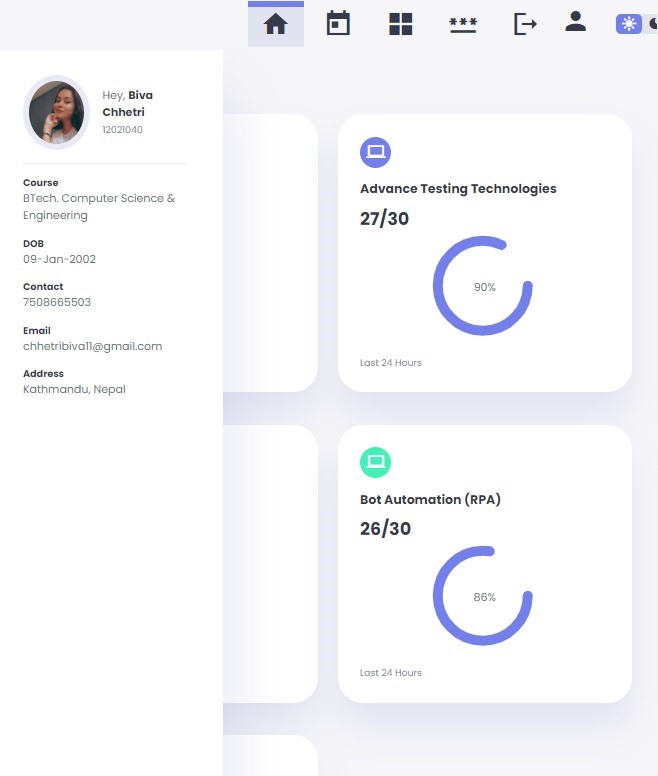 ***
Hey, Biva
Chhetri
12021040
Course
BTech. Computer Science &
Engineering
DOB
09-Jan-2002
Contact
7508665503
Email
chhetribiva11@gmail.com
Address
Kathmandu, Nepal
Advance Testing Technologies
27/30
90%
Last 24 Hours
Bot Automation (RPA)
26/30
86%
Last 24 Hours